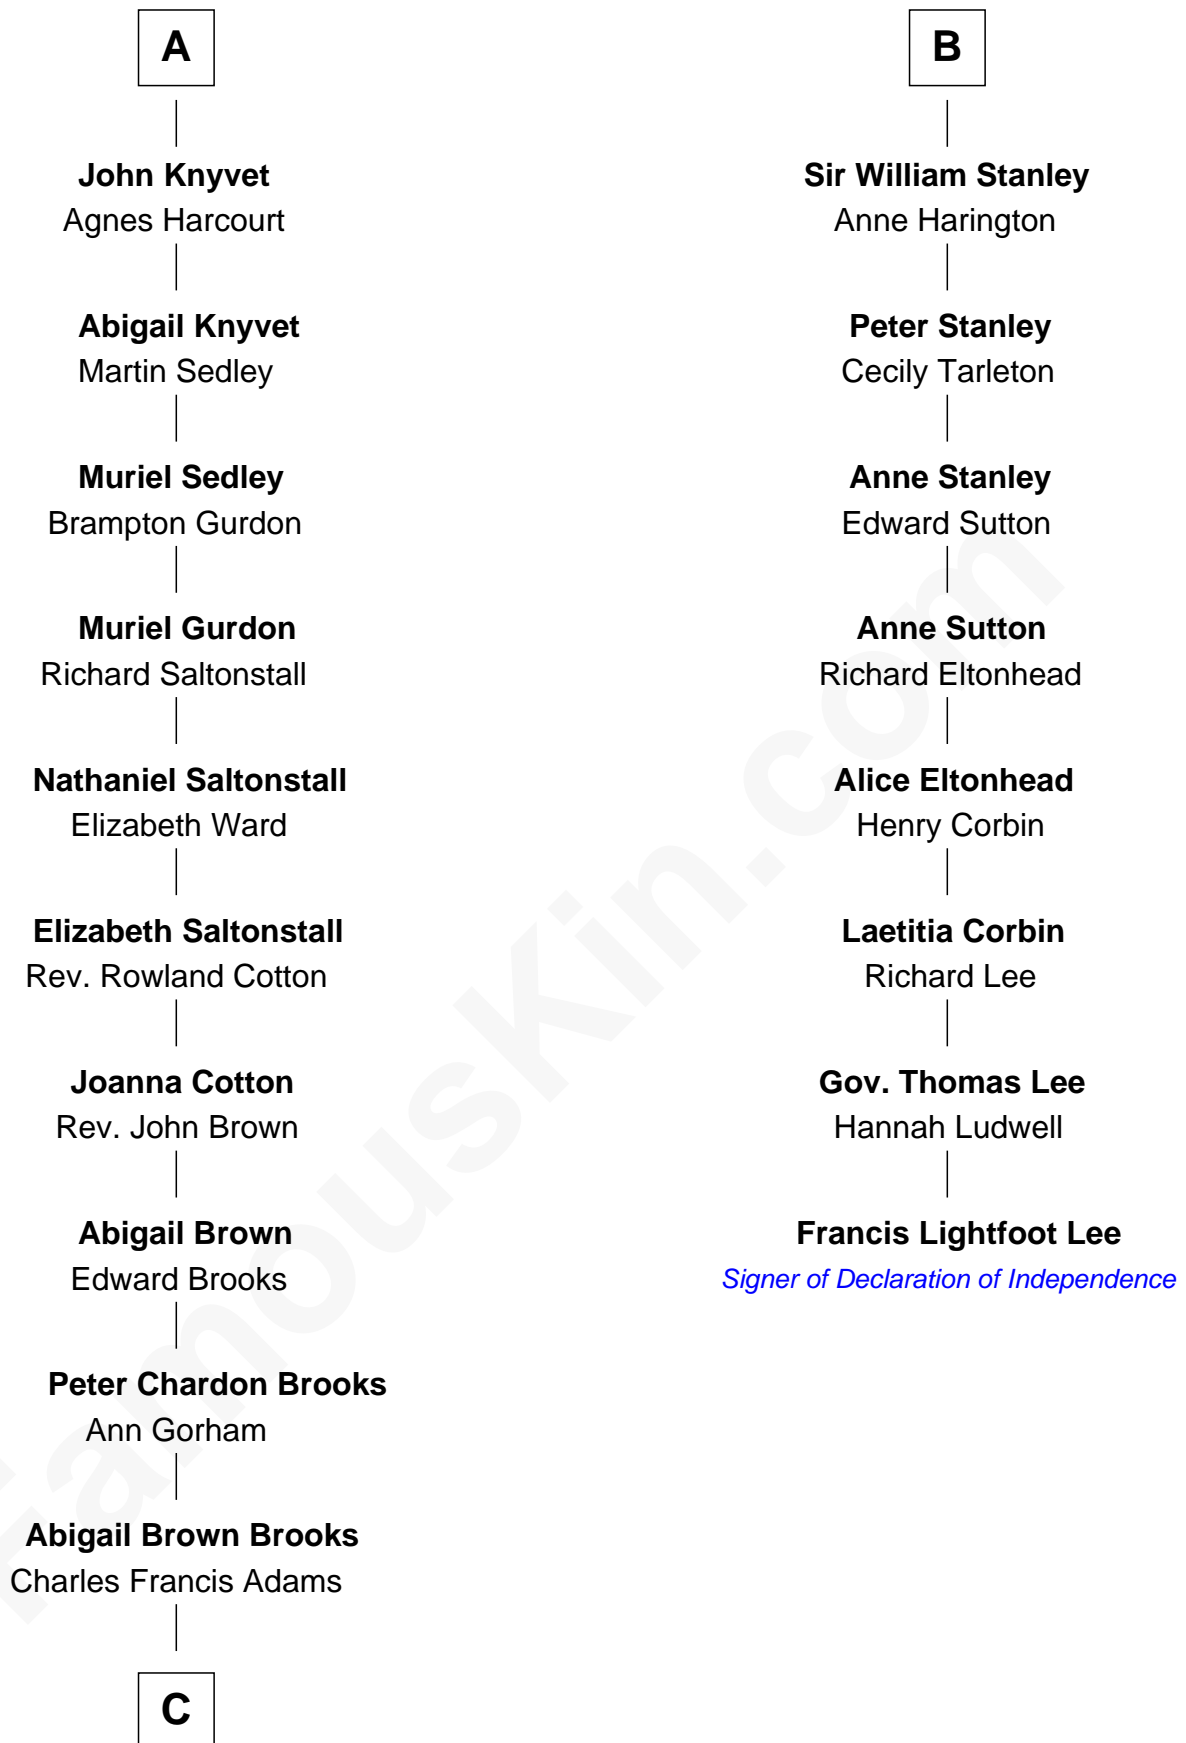 A
John Knyvet
Agnes Harcourt
Abigail Knyvet
Martin Sedley
Muriel Sedley
Brampton Gurdon
Muriel Gurdon
Richard Saltonstall
Nathaniel Saltonstall
Elizabeth Ward
Elizabeth Saltonstall
Rev. Rowland Cotton
Joanna Cotton
Rev. John Brown
Abigail Brown
Edward Brooks
Peter Chardon Brooks
Ann Gorham
Abigail Brown Brooks
Charles Francis Adams
C
B
Sir William Stanley
Anne Harington
Peter Stanley
Cecily Tarleton
Anne Stanley
Edward Sutton
Anne Sutton
Richard Eltonhead
Alice Eltonhead
Henry Corbin
Laetitia Corbin
Richard Lee
Gov. Thomas Lee
Hannah Ludwell
Francis Lightfoot Lee
Signer of Declaration of Independence
FamousKin.com